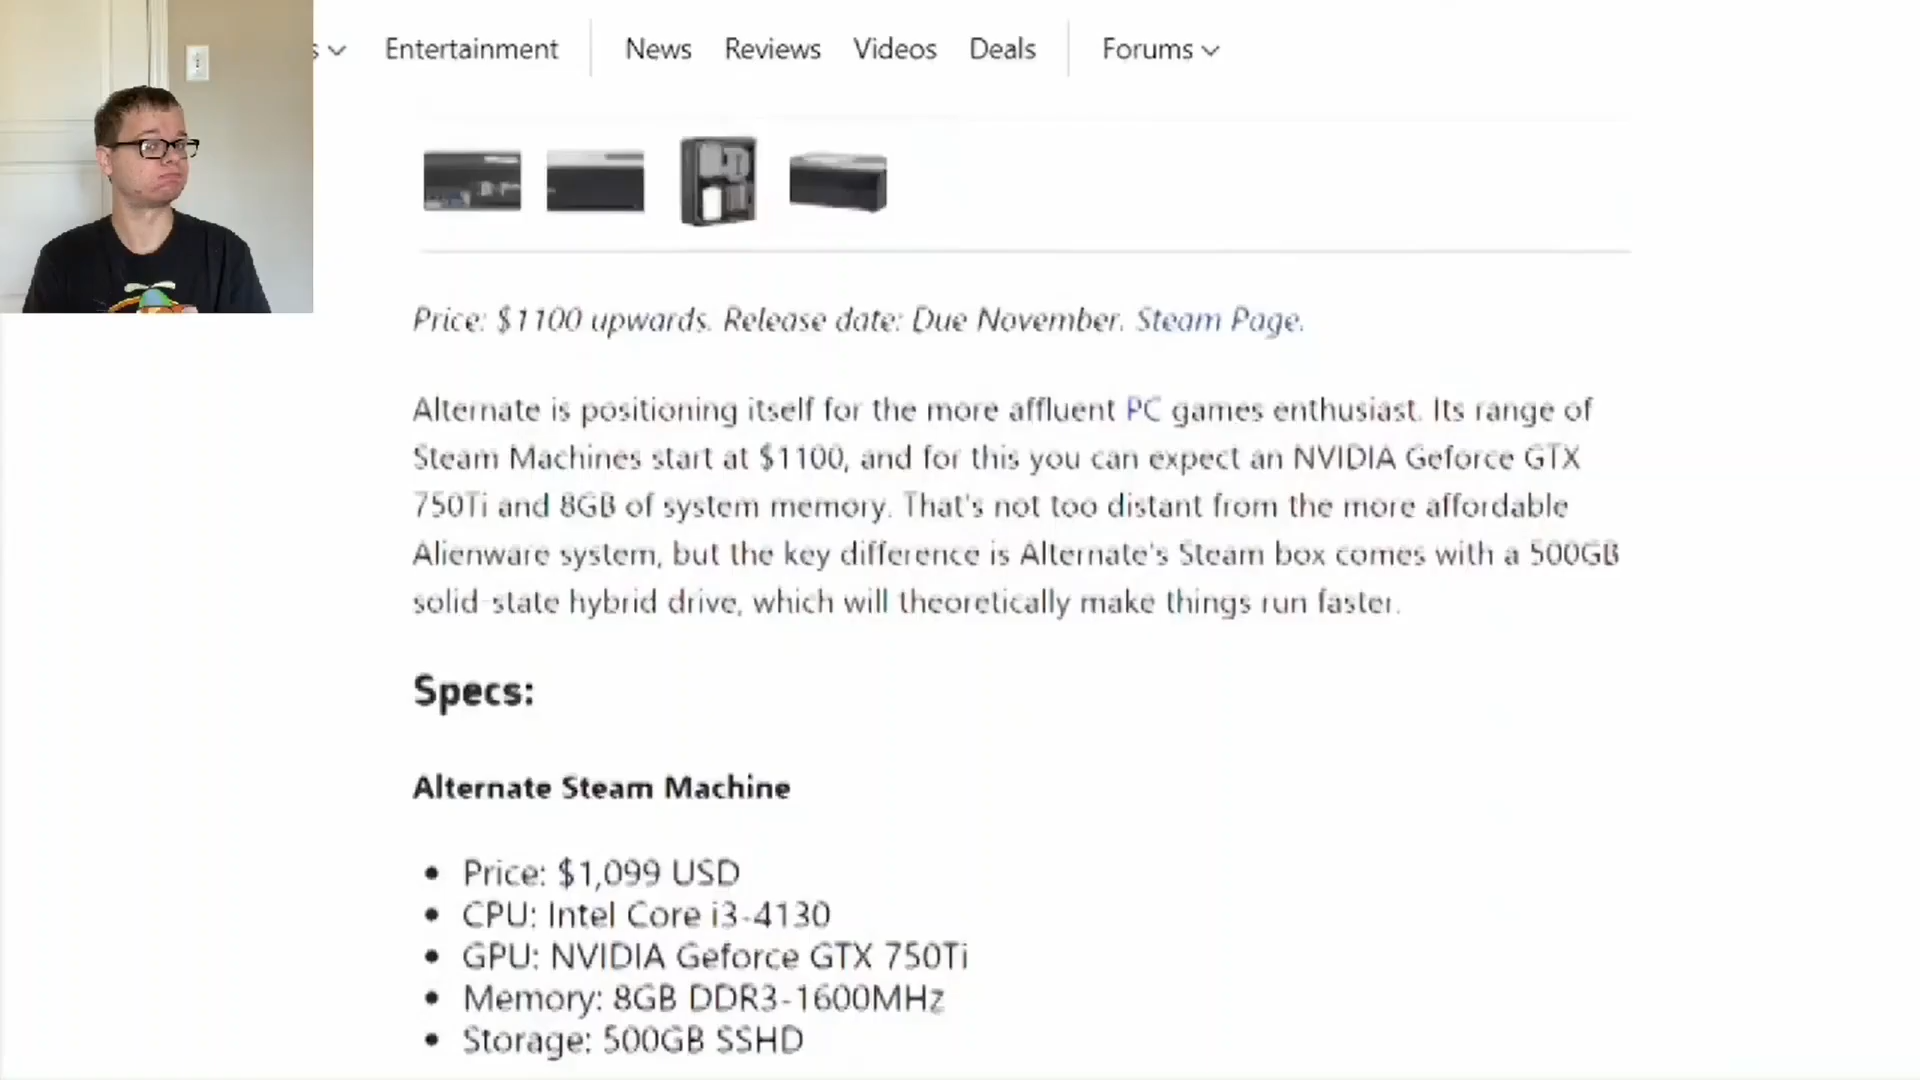 Entertainment News Reviews Videos Deals Forums
Price: $1100 upwards. Release date: Due November. Steam Page.
Alternate is positioning itself for the more affluent PC games enthusiast. Its range of
Steam Machines start at $1100, and for this you can expect an NVIDIA Geforce GTX
750Ti and 8GB of system memory. That's not too distant from the more affordable
Alienware system, but the key difference is Alternate's Steam box comes with a 500GB
solid-state hybrid drive, which will theoretically make things run faster.
Specs:
Alternate Steam Machine
• Price: $1,099 USD
• CPU: Intel Core i3-4130
• GPU: NVIDIA Geforce GTX 750Ti
• Memory: 8GB DDR3-1600MHz
• Storage: 500GB SSHD